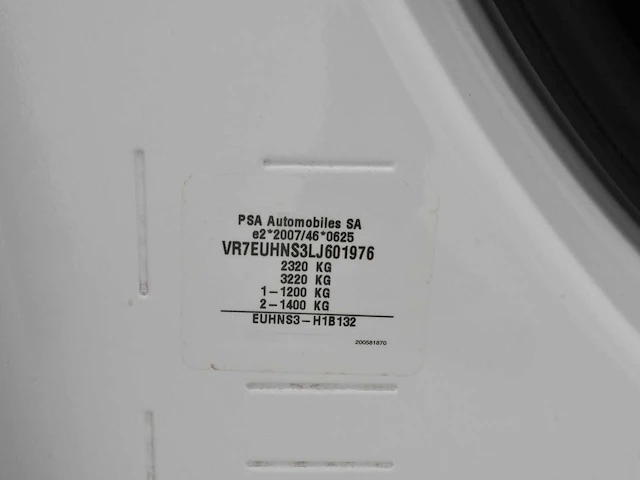 PSA Automobiles SA
e2*2007/46*0625
VR7EUHNS3LJ601976
2320 KG
3220 KG
1-1200 KG
2-1400 KG
EUHNS3-H1B132
200581870